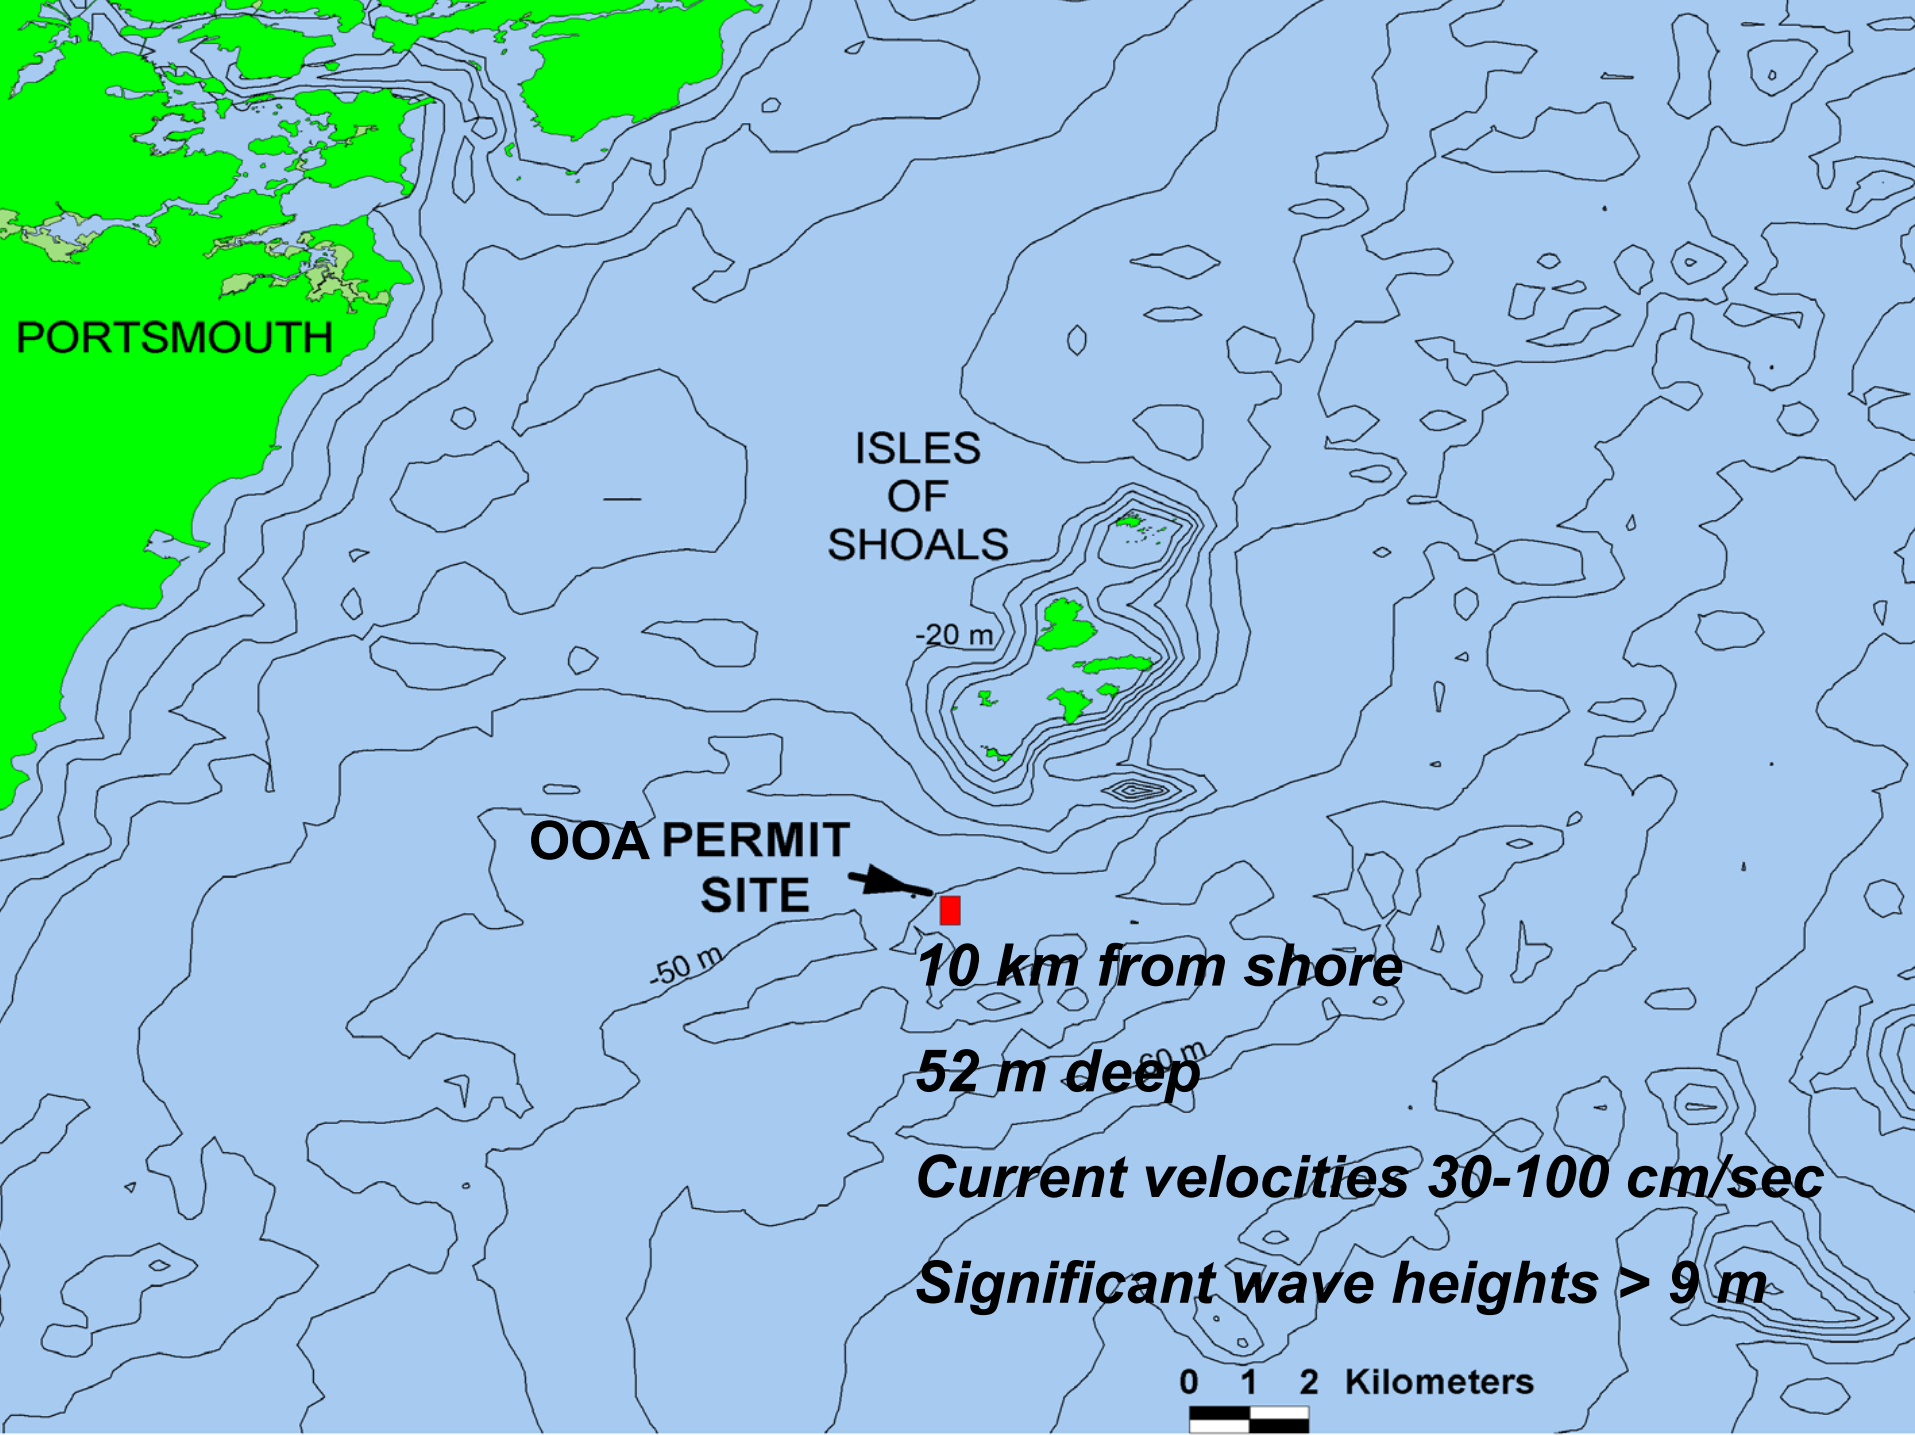 PORTSMOUTH
ISLES
OF
SHOALS
-20 m
OOA PERMIT
SITE
-50 m
10 km from shore
52 m deep
-60 m
Current velocities 30-100 cm/sec
Significant wave heights > 9 m
0 1 2 Kilometers